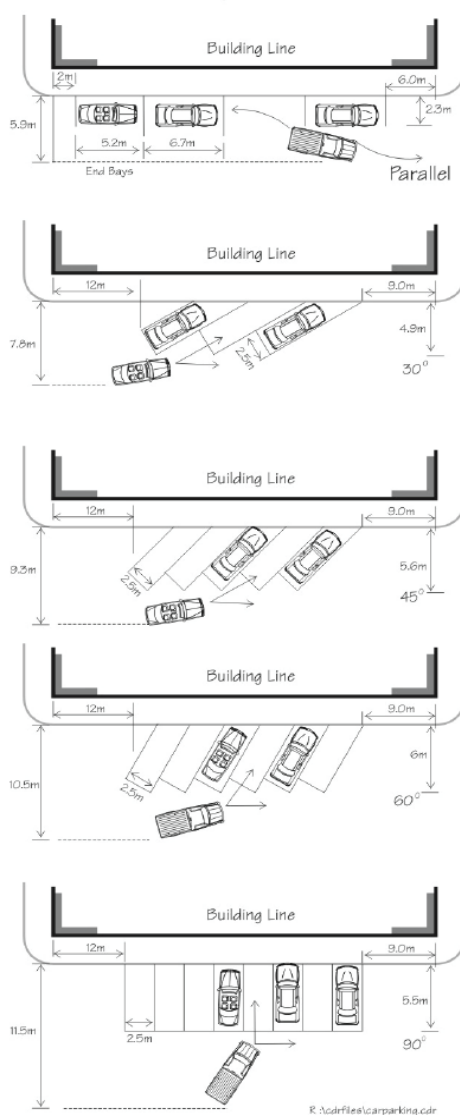 Building Line
2m
6.0m
2.3m
5.9m
5.2m
6.7m
End Bays
Parallel
Building Line
12m
9.0m
7.8m
4.9m
2.5m
30°
Building Line
12m
9.0m
9.3m
5.6m
2.5m
45°
Building Line
12m
9.0m
6m
2.5m
10.5m
60°
Building Line
12m
9.0m
5.5m
11.5m
2.5m
90°
R:\cdrfiles\carparking.cdr